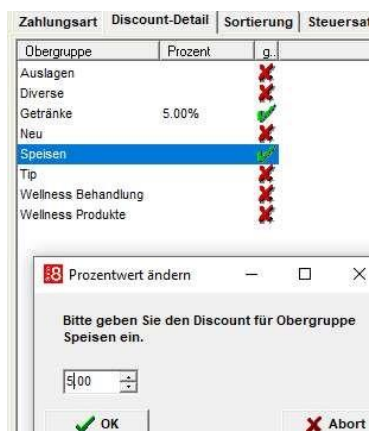 Zahlungsart Discount-Detail Sortierung Steuersat
Obergruppe Prozent g..
Auslagen
Diverse
Getränke 5.00%
Neu
Speisen
Tip
Wellness Behandlung
Wellness Produkte
Prozentwert ändern
Bitte geben Sie den Discount für Obergruppe
Speisen ein.
5.00
OK Abort